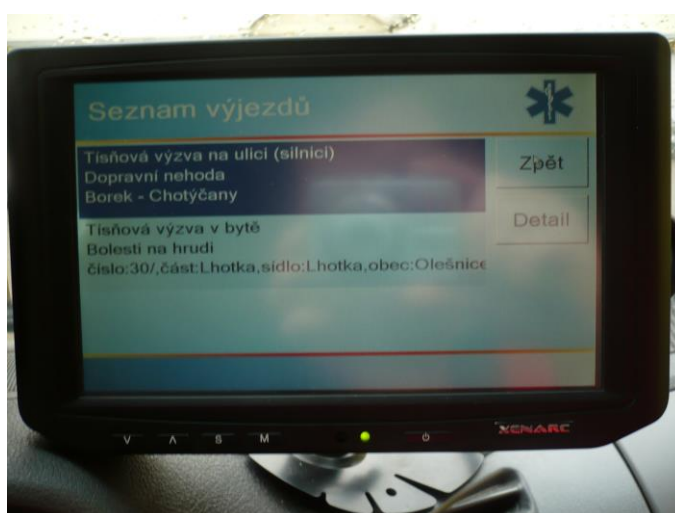 Seznam výjezdů
Tísňová výzva na ulici (silnici)
Dopravní nehoda
Borek - Chotýčany
Zpět
Tísňová výzva v bytě
Bolesti na hrudi
číslo:30/,část:Lhotka,sídlo:Lhotka,obec:Olešnice
Detail
V Λ S M
XENARC